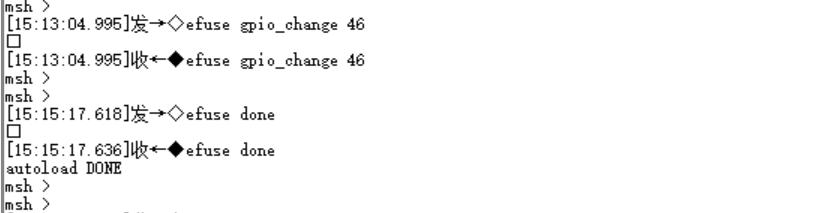 msh >
[15:13:04.995]发→◇efuse gpio_change 46
□
[15:13:04.995]收←◆efuse gpio_change 46
msh >
msh >
[15:15:17.618]发→◇efuse done
□
[15:15:17.636]收←◆efuse done
autoload DONE
msh >
msh >